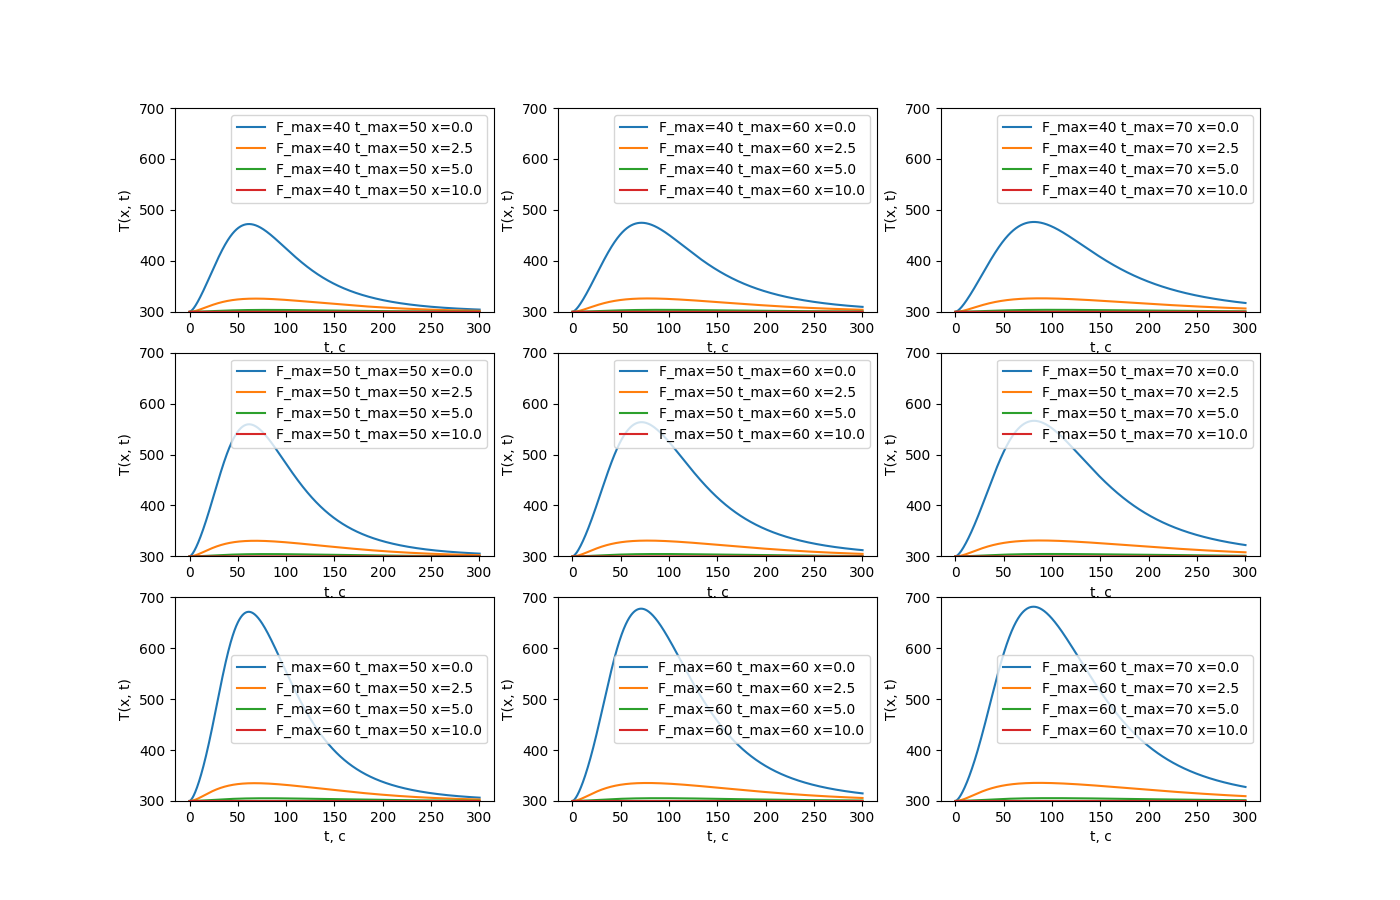 700
600
500
400
300
T(x, t)
F_max=40 t_max=50 x=0.0
F_max=40 t_max=50 x=2.5
F_max=40 t_max=50 x=5.0
F_max=40 t_max=50 x=10.0
0 50 100 150 200 250 300
t, c
700
600
500
400
300
T(x, t)
F_max=40 t_max=60 x=0.0
F_max=40 t_max=60 x=2.5
F_max=40 t_max=60 x=5.0
F_max=40 t_max=60 x=10.0
0 50 100 150 200 250 300
t, c
700
600
500
400
300
T(x, t)
F_max=40 t_max=70 x=0.0
F_max=40 t_max=70 x=2.5
F_max=40 t_max=70 x=5.0
F_max=40 t_max=70 x=10.0
0 50 100 150 200 250 300
t, c
700
600
500
400
300
T(x, t)
F_max=50 t_max=50 x=0.0
F_max=50 t_max=50 x=2.5
F_max=50 t_max=50 x=5.0
F_max=50 t_max=50 x=10.0
0 50 100 150 200 250 300
t, c
700
600
500
400
300
T(x, t)
F_max=50 t_max=60 x=0.0
F_max=50 t_max=60 x=2.5
F_max=50 t_max=60 x=5.0
F_max=50 t_max=60 x=10.0
0 50 100 150 200 250 300
t, c
700
600
500
400
300
T(x, t)
F_max=50 t_max=70 x=0.0
F_max=50 t_max=70 x=2.5
F_max=50 t_max=70 x=5.0
F_max=50 t_max=70 x=10.0
0 50 100 150 200 250 300
t, c
700
600
500
400
300
T(x, t)
F_max=60 t_max=50 x=0.0
F_max=60 t_max=50 x=2.5
F_max=60 t_max=50 x=5.0
F_max=60 t_max=50 x=10.0
0 50 100 150 200 250 300
t, c
700
600
500
400
300
T(x, t)
F_max=60 t_max=60 x=0.0
F_max=60 t_max=60 x=2.5
F_max=60 t_max=60 x=5.0
F_max=60 t_max=60 x=10.0
0 50 100 150 200 250 300
t, c
700
600
500
400
300
T(x, t)
F_max=60 t_max=70 x=0.0
F_max=60 t_max=70 x=2.5
F_max=60 t_max=70 x=5.0
F_max=60 t_max=70 x=10.0
0 50 100 150 200 250 300
t, c